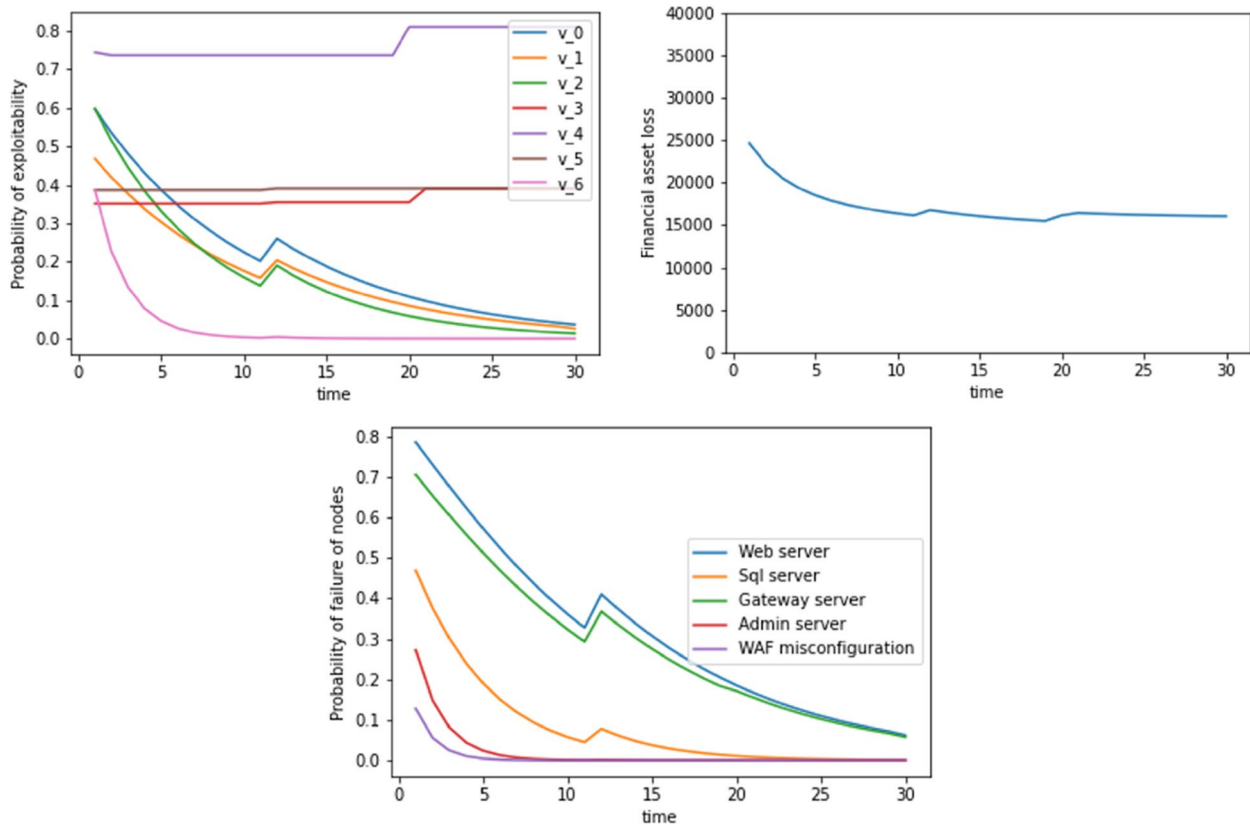 Probability of exploitability
0.8
0.7
0.6
0.5
0.4
0.3
0.2
0.1
0.0
v_0
v_1
v_2
v_3
v_4
v_5
v_6
0 5 10 15 20 25 30
time
Financial asset loss
40000
35000
30000
25000
20000
15000
10000
5000
0
0 5 10 15 20 25 30
time
Probability of failure of nodes
0.8
0.7
0.6
0.5
0.4
0.3
0.2
0.1
0.0
Web server
Sql server
Gateway server
Admin server
WAF misconfiguration
0 5 10 15 20 25 30
time